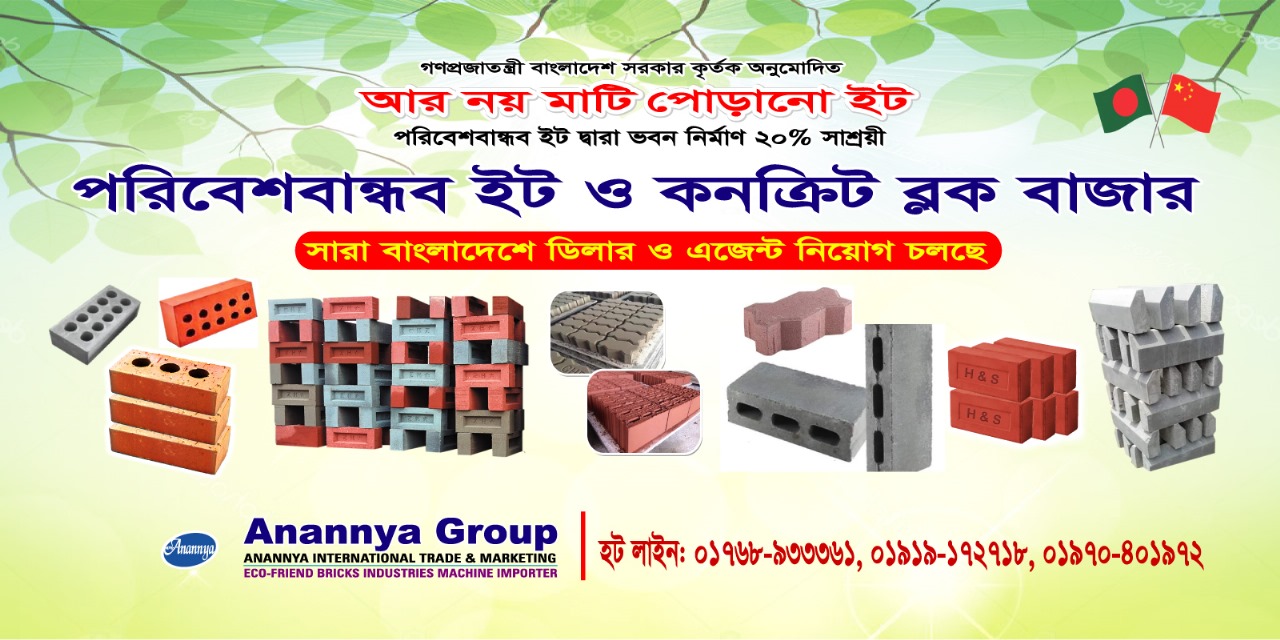 গণপ্রজাতন্ত্রী বাংলাদেশ সরকার কৃর্তক অনুমোদিত
আর নয় মাটি পোড়ানো ইট
পরিবেশবান্ধব ইট দ্বারা ভবন নির্মাণ ২০% সাশ্রয়ী
পরিবেশবান্ধব ইট ও কনক্রিট ব্লক বাজার
সারা বাংলাদেশে ডিলার ও এজেন্ট নিয়োগ চলছে
H & S
H & S
Anannya
Anannya Group
ANANNYA INTERNATIONAL TRADE & MARKETING
ECO-FRIEND BRICKS INDUSTRIES MACHINE IMPORTER
হট লাইন: ০১৭৬৮-৯৩৩৩৬১, ০১৯১৯-১৭২৭১৮, ০১৯৭০-৪০১৯৭২